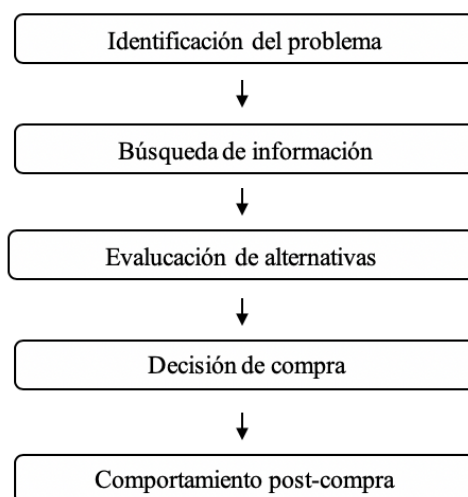 Identificación del problema
Búsqueda de información
Evalucación de alternativas
Decisión de compra
Comportamiento post-compra